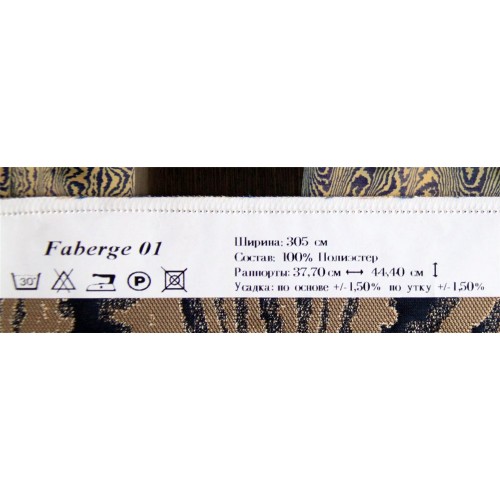 Faberge 01
30°
P
Ширина: 305 см
Состав: 100% Полиэстер
Раппорты: 37,70 см ↔ 44,40 см ↕
Усадка: по основе +/-1,50% по утку +/-1,50%